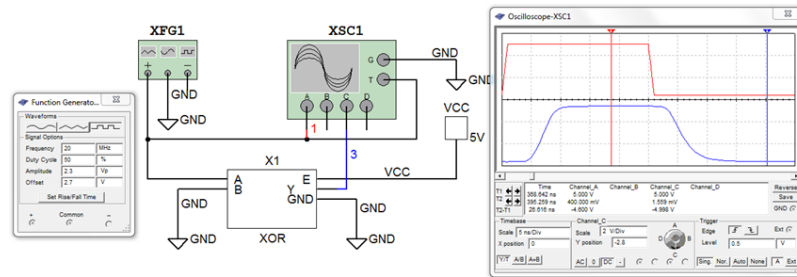 XFG1
XSC1
GND
GND
GND
G
T
A B C D
1
3
VCC
5V
VCC
X1
A
B
E
Y
GND
XOR
GND
GND
GND
GND
Function Generato...
Waveforms
Signal Options
Frequency 20 MHz
Duty Cycle 50 %
Amplitude 2.3 Vp
Offset 2.7 V
Set Rise/Fall Time
+ Common -
Oscilloscope-XSC1
Time Channel_A Channel_B Channel_C Channel_D
T1 368.642 ns 5.000 V 5.000 V
T2 395.258 ns 400.000 mV 1.559 mV
T2-T1 26.616 ns -4.600 V -4.998 V
Reverse
Save
GND
Timebase
Scale 5 ns/Div
X position 0
Y/T A/B A+B
Channel_C
Scale 2 V/Div
Y position -2.8
AC 0 DC -
A
B
C
D
Trigger
Edge
Ext
Level 0.5 V
Sing. Nor. Auto None A Ext